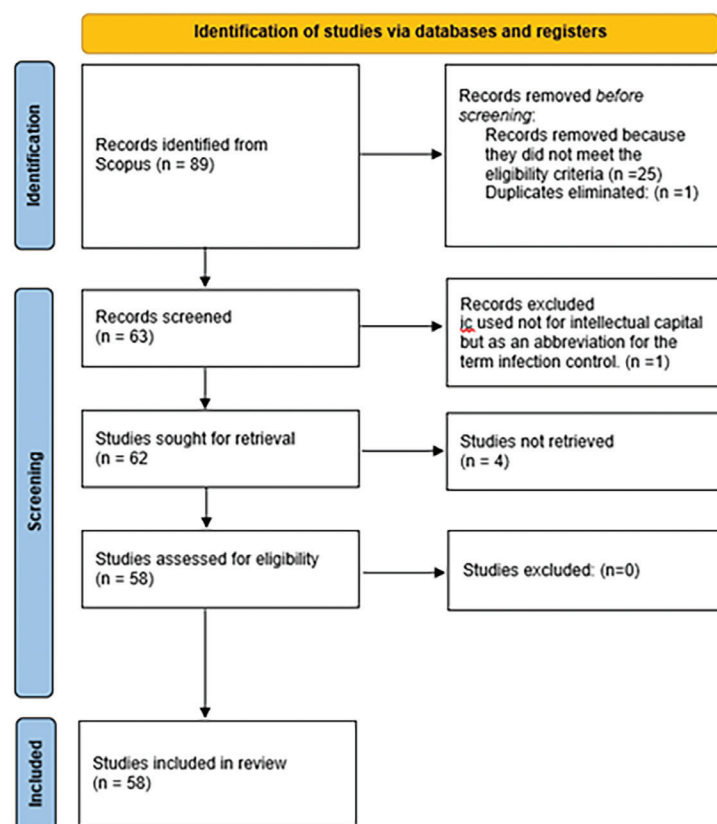 Identification of studies via databases and registers
Identification
Records identified from
Scopus (n = 89)
Records removed before
screening:
Records removed because
they did not meet the
eligibility criteria (n =25)
Duplicates eliminated: (n =1)
Screening
Records screened
(n = 63)
Records excluded
ic used not for intellectual capital
but as an abbreviation for the
term infection control. (n =1)
Studies sought for retrieval
(n = 62
Studies not retrieved
(n = 4)
Studies assessed for eligibility
(n = 58)
Studies excluded: (n=0)
Included
Studies included in review
(n = 58)